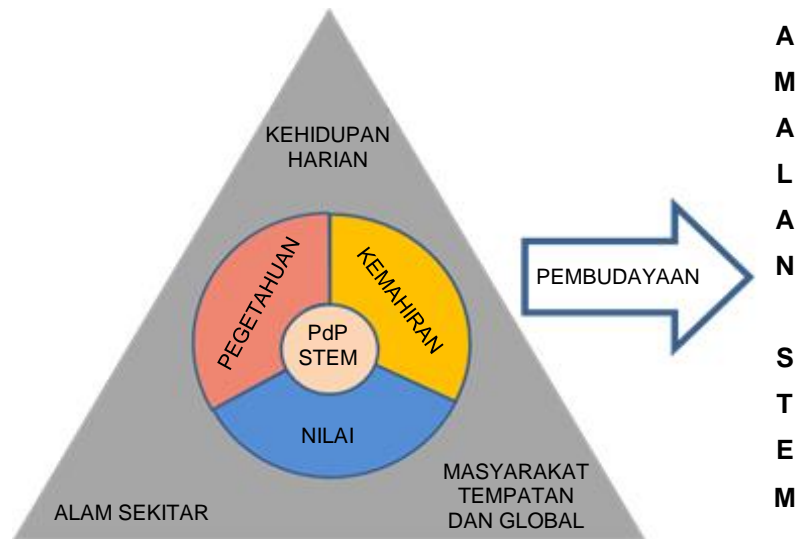 KEHIDUPAN
HARIAN
PEGETAHUAN
KEMAHIRAN
PdP
STEM
NILAI
ALAM SEKITAR
MASYARAKAT
TEMPATAN
DAN GLOBAL
PEMBUDAYAAN
A
M
A
L
A
N
S
T
E
M